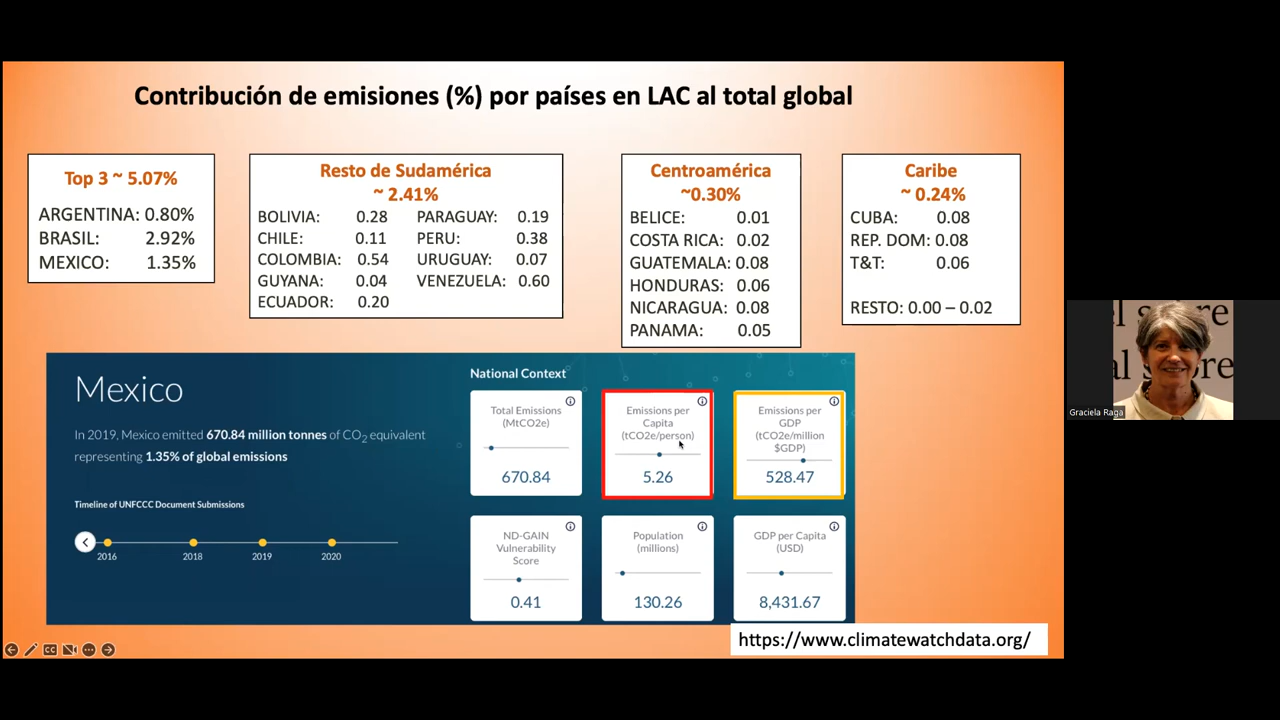 Contribución de emisiones (%) por países en LAC al total global
Top 3 ~ 5.07%
ARGENTINA: 0.80%
BRASIL: 2.92%
MEXICO: 1.35%
Resto de Sudamérica
~ 2.41%
BOLIVIA: 0.28 PARAGUAY: 0.19
CHILE: 0.11 PERU: 0.38
COLOMBIA: 0.54 URUGUAY: 0.07
GUYANA: 0.04 VENEZUELA: 0.60
ECUADOR: 0.20
Centroamérica
~0.30%
BELICE: 0.01
COSTA RICA: 0.02
GUATEMALA: 0.08
HONDURAS: 0.06
NICARAGUA: 0.08
PANAMA: 0.05
Caribe
~ 0.24%
CUBA: 0.08
REP. DOM: 0.08
T&T: 0.06
RESTO: 0.00 – 0.02
Mexico
In 2019, Mexico emitted 670.84 million tonnes of CO2 equivalent
representing 1.35% of global emissions
Timeline of UNFCCC Document Submissions
2016 2018 2019 2020
National Context
Total Emissions
(MtCO2e)
670.84
Emissions per
Capita
(tCO2e/person)
5.26
Emissions per
GDP
(tCO2e/million
$GDP)
528.47
ND-GAIN
Vulnerability
Score
0.41
Population
(millions)
130.26
GDP per Capita
(USD)
8,431.67
https://www.climatewatchdata.org/
CC
el sobre
al sobre
Graciela Raga